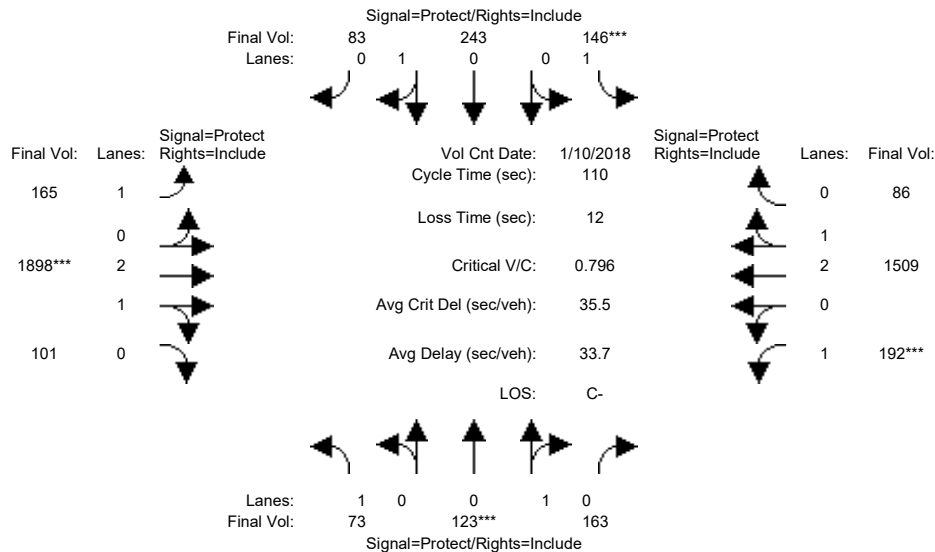 Signal=Protect/Rights=Include
Final Vol: 83 243 146***
Lanes: 0 1 0 0 1
Signal=Protect
Final Vol: Lanes: Rights=Include
Vol Cnt Date: 1/10/2018
Signal=Protect
Rights=Include Lanes: Final Vol:
Cycle Time (sec): 110
165 1
0 86
Loss Time (sec): 12
0
1
1898*** 2
Critical V/C: 0.796
2 1509
1
Avg Crit Del (sec/veh): 35.5
0
101 0
Avg Delay (sec/veh): 33.7
1 192***
LOS: C-
Lanes: 1 0 0 1 0
Final Vol: 73 123*** 163
Signal=Protect/Rights=Include